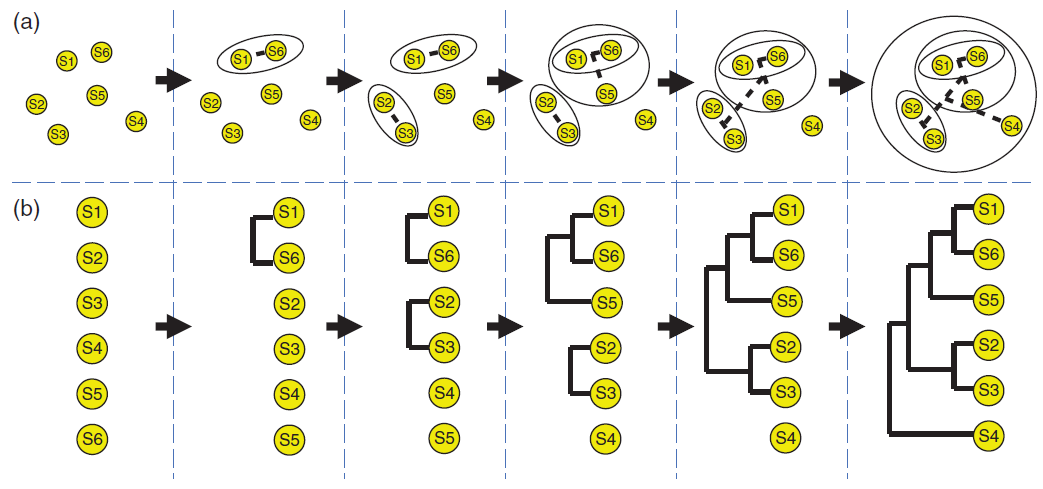 (a)
S1 S6 S1 S6 S1 S6 S1 S6 S1 S6 S1 S6
S2 S5 S2 S5 S2 S5 S2 S5 S2 S5 S2 S5
S3 S4 S3 S4 S3 S4 S3 S4 S3 S4 S3 S4
(b)
S1 S1 S1 S1 S1 S1
S2 S6 S6 S6 S6 S6
S3 S2 S2 S5 S5 S5
S4 S3 S3 S2 S2 S2
S5 S4 S4 S3 S3 S3
S6 S5 S5 S4 S4 S4